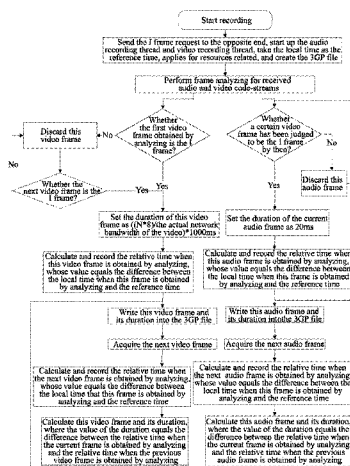 Start recording
Send the I frame request to the opposite end, start up the audio
recording thread and video recording thread, take the local time as the
reference time, applies for resources related, and create the 3GP file
Perform frame analyzing for received
audio and video code-streams
Whether
the first video
frame obtained by
analyzing is the I
frame?
No
Discard this
video frame
No
Whether the
next video frame is the
I frame?
Yes
Yes
Set the duration of this video
frame as ((N*8)/the actual network
bandwidth of the video)*1000ms
Calculate and record the relative time when
this video frame is obtained by analyzing,
whose value equals the difference between
the local time when this frame is obtained
by analyzing and the reference time
Write this video frame and
its duration into the 3GP file
Acquire the next video frame
Calculate and record the relative time when
the next video frame is obtained by analyzing,
whose value equals the difference between
the local time that this frame is obtained by
analyzing and the reference time
Calculate this video frame and its duration,
where the value of the duration equals the
difference between the relative time when
the current frame is obtained by analyzing
and the relative time when the previous
video frame is obtained by analyzing
Whether
a certain video
frame has been judged
to be the I frame
by then?
Discard this
audio frame
Yes
Set the duration of the current
audio frame as 20ms
Calculate and record the relative time when
this audio frame is obtained by analyzing,
whose value equals the difference between
the local time when this frame is obtained
by analyzing and the reference time
Write this audio frame and
its duration into the 3GP file
Acquire the next audio frame
Calculate and record the relative time when
the next audio frame is obtained by analyzing,
whose value equals the difference between the
local time when this frame is obtained by
analyzing and the reference time
Calculate this audio frame and its duration,
where the value of the duration equals the
difference between the relative time when
the current frame is obtained by analyzing
and the relative time when the previous
audio frame is obtained by analyzing